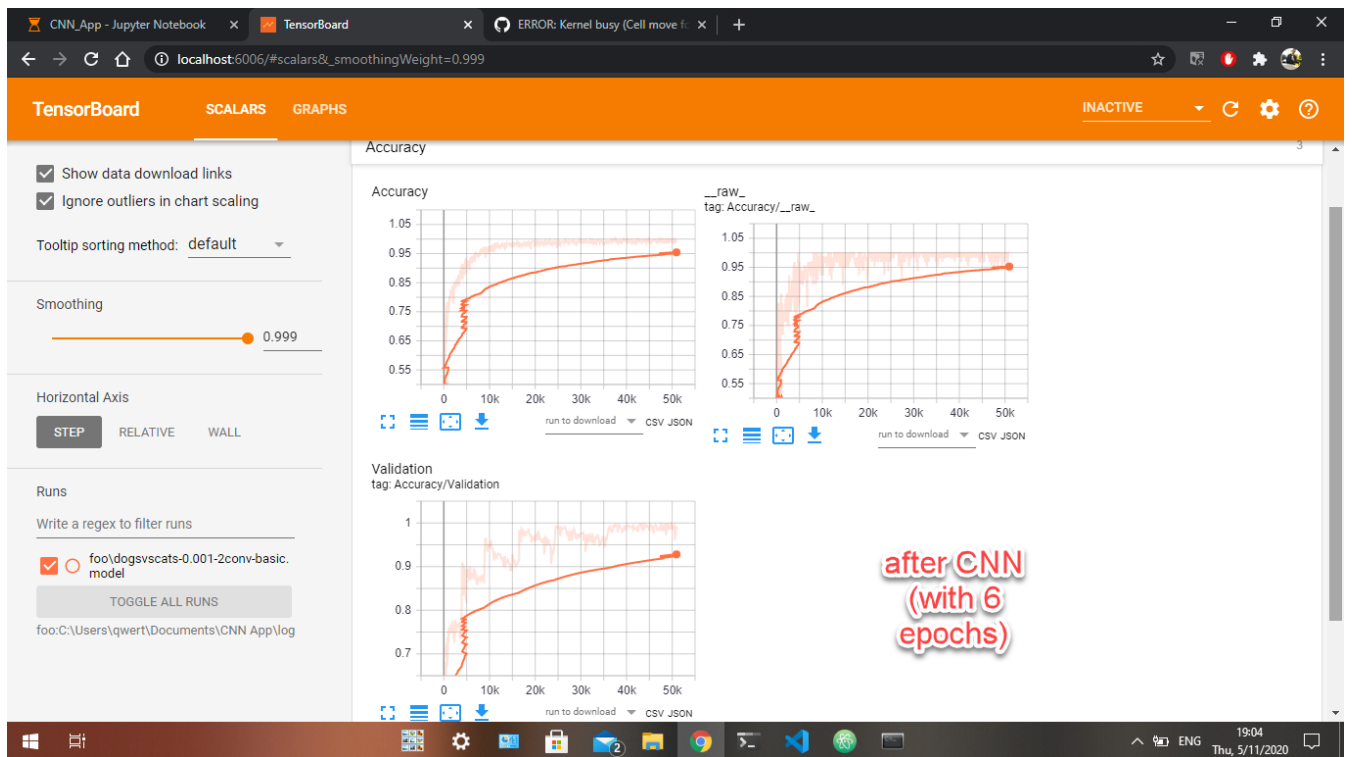 CNN_App - Jupyter Notebook
TensorBoard
ERROR: Kernel busy (Cell move fo
localhost:6006/#scalars&_smoothingWeight=0.999
TensorBoard
SCALARS
GRAPHS
INACTIVE
Show data download links
Ignore outliers in chart scaling
Tooltip sorting method: default
Smoothing
0.999
Horizontal Axis
STEP
RELATIVE
WALL
Runs
Write a regex to filter runs
foo\dogsvscats-0.001-2conv-basic.
model
TOGGLE ALL RUNS
foo:C:\Users\qwert\Documents\CNN App\log
Accuracy
3
Accuracy
1.05
0.95
0.85
0.75
0.65
0.55
0 10k 20k 30k 40k 50k
run to download CSV JSON
__raw_
tag: Accuracy/__raw_
1.05
0.95
0.85
0.75
0.65
0.55
0 10k 20k 30k 40k 50k
run to download CSV JSON
Validation
tag: Accuracy/Validation
1
0.9
0.8
0.7
0 10k 20k 30k 40k 50k
run to download CSV JSON
after CNN
(with 6
epochs)
2
ENG
19:04
Thu, 5/11/2020